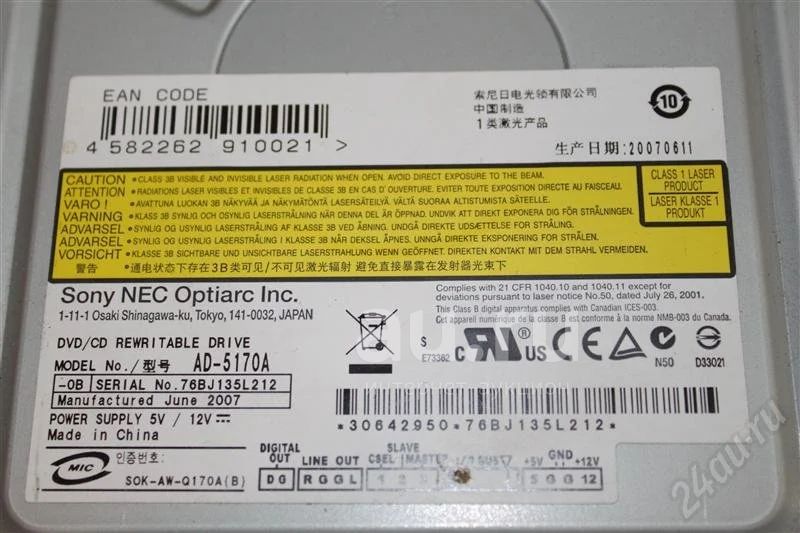 EAN CODE
4 582262 910021 >
索尼日电光领有限公司
中国制造
1类激光产品
10
生产日期:20070611
CAUTION • CLASS 3B VISIBLE AND INVISIBLE LASER RADIATION WHEN OPEN. AVOID DIRECT EXPOSURE TO THE BEAM.
ATTENTION • RADIATIONS LASER VISIBLES ET INVISIBLES DE CLASSE 3B EN CAS D' OUVERTURE. EVITER TOUTE EXPOSITION DIRECTE AU FAISCEAU.
VARO ! • AVATTUNA LUOKAN 3B NÄKYVÄÄ JA NÄKYMÄTÖNTÄ LASERSÄTEILYÄ. VÄLTÄ SUORAA ALTISTUMISTA SÄTEELLE.
VARNING • KLASS 3B SYNLIG OCH OSYNLIG LASERSTRÅLNING NÄR DENNA DEL ÄR ÖPPNAD. UNDVIK ATT DIREKT EXPONERA DIG FÖR STRÅLNINGEN.
ADVARSEL • SYNLIG OG USYNLIG LASERSTRÅLING AF KLASSE 3B VED ÅBNING. UNDGÅ DIREKTE UDSÆTTELSE FOR STRÅLING.
ADVARSEL • SYNLIG OG USYNLIG LASERSTRÅLING I KLASSE 3B NÅR DEKSEL ÅPNES. UNNGÅ DIREKTE EKSPONERING FOR STRÅLEN.
VORSICHT • KLASSE 3B SICHTBARE UND UNSICHTBARE LASERSTRAHLUNG, WENN GEÖFFNET. DIREKTEN KONTAKT MIT DEM STRAHL VERMEIDEN.
警告 • 通电状态下存在3B类可见/不可见激光辐射 避免直接暴露在发射器光束下
CLASS 1 LASER
PRODUCT
LASER KLASSE 1
PRODUKT
Sony NEC Optiarc Inc.
1-11-1 Osaki Shinagawa-ku, Tokyo, 141-0032, JAPAN
Complies with 21 CFR 1040.10 and 1040.11 except for
deviations pursuant to laser notice No.50, dated July 26, 2001.
This Class B digital apparatus complies with Canadian ICES-003.
Cet appareil numérique de la classe B est conforme à la norme NMB-003 du Canada.
DVD/CD REWRITABLE DRIVE
MODEL No./型号 AD-5170A
-0B SERIAL No.76BJ135L212
Manufactured June 2007
POWER SUPPLY 5V / 12V
Made in China
S
E73362
C RU US CE
N50
D33021
*30642950*76BJ135L212*
MIC
인증번호:
SOK-AW-Q170A(B)
DIGITAL
OUT
DG
LINE OUT
RGGL
SLAVE
CSEL MASTER
+5V GND +12V
5 G G 12
24au.ru